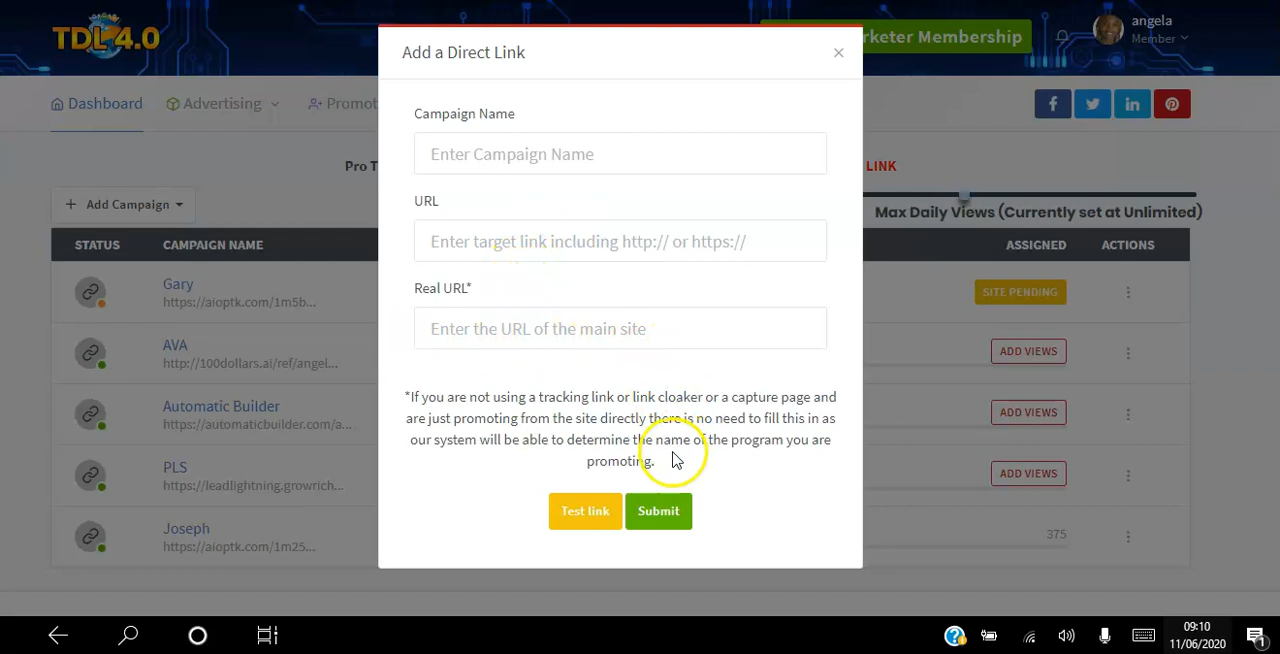 TDL 4.0
rketer Membership
angela
Member
Dashboard
Advertising
Promot
Pro T
LINK
Add Campaign
Max Daily Views (Currently set at Unlimited)
STATUS
CAMPAIGN NAME
ASSIGNED
ACTIONS
Gary
https://aioptk.com/1m5b...
SITE PENDING
AVA
http://100dollars.ai/ref/angel...
ADD VIEWS
Automatic Builder
https://automaticbuilder.com/a...
ADD VIEWS
PLS
https://leadlightning.growrich...
ADD VIEWS
Joseph
https://aioptk.com/1m25...
375
Add a Direct Link
×
Campaign Name
Enter Campaign Name
URL
Enter target link including http:// or https://
Real URL*
Enter the URL of the main site
*If you are not using a tracking link or link cloaker or a capture page and
are just promoting from the site directly there is no need to fill this in as
our system will be able to determine the name of the program you are
promoting.
Test link
Submit
09:10
11/06/2020
1